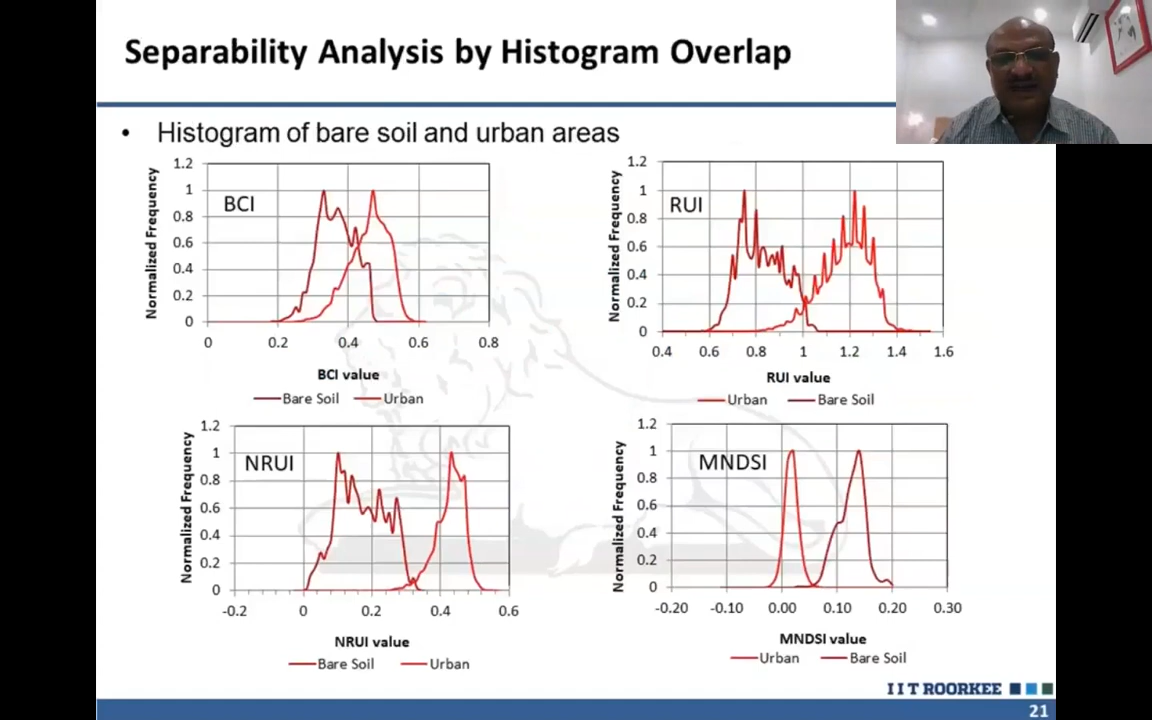 Separability Analysis by Histogram Overlap
• Histogram of bare soil and urban areas
Normalized Frequency
1.2
1
0.8
0.6
0.4
0.2
0
BCI
0 0.2 0.4 0.6 0.8
BCI value
Bare Soil Urban
Normalized Frequency
1.2
1
0.8
0.6
0.4
0.2
0
RUI
0.4 0.6 0.8 1 1.2 1.4 1.6
RUI value
Urban Bare Soil
Normalized Frequency
1.2
1
0.8
0.6
0.4
0.2
0
NRUI
-0.2 0 0.2 0.4 0.6
NRUI value
Bare Soil Urban
Normalized Frequency
1.2
1
0.8
0.6
0.4
0.2
0
MNDSI
-0.20 -0.10 0.00 0.10 0.20 0.30
MNDSI value
Urban Bare Soil
IIT ROORKEE
21